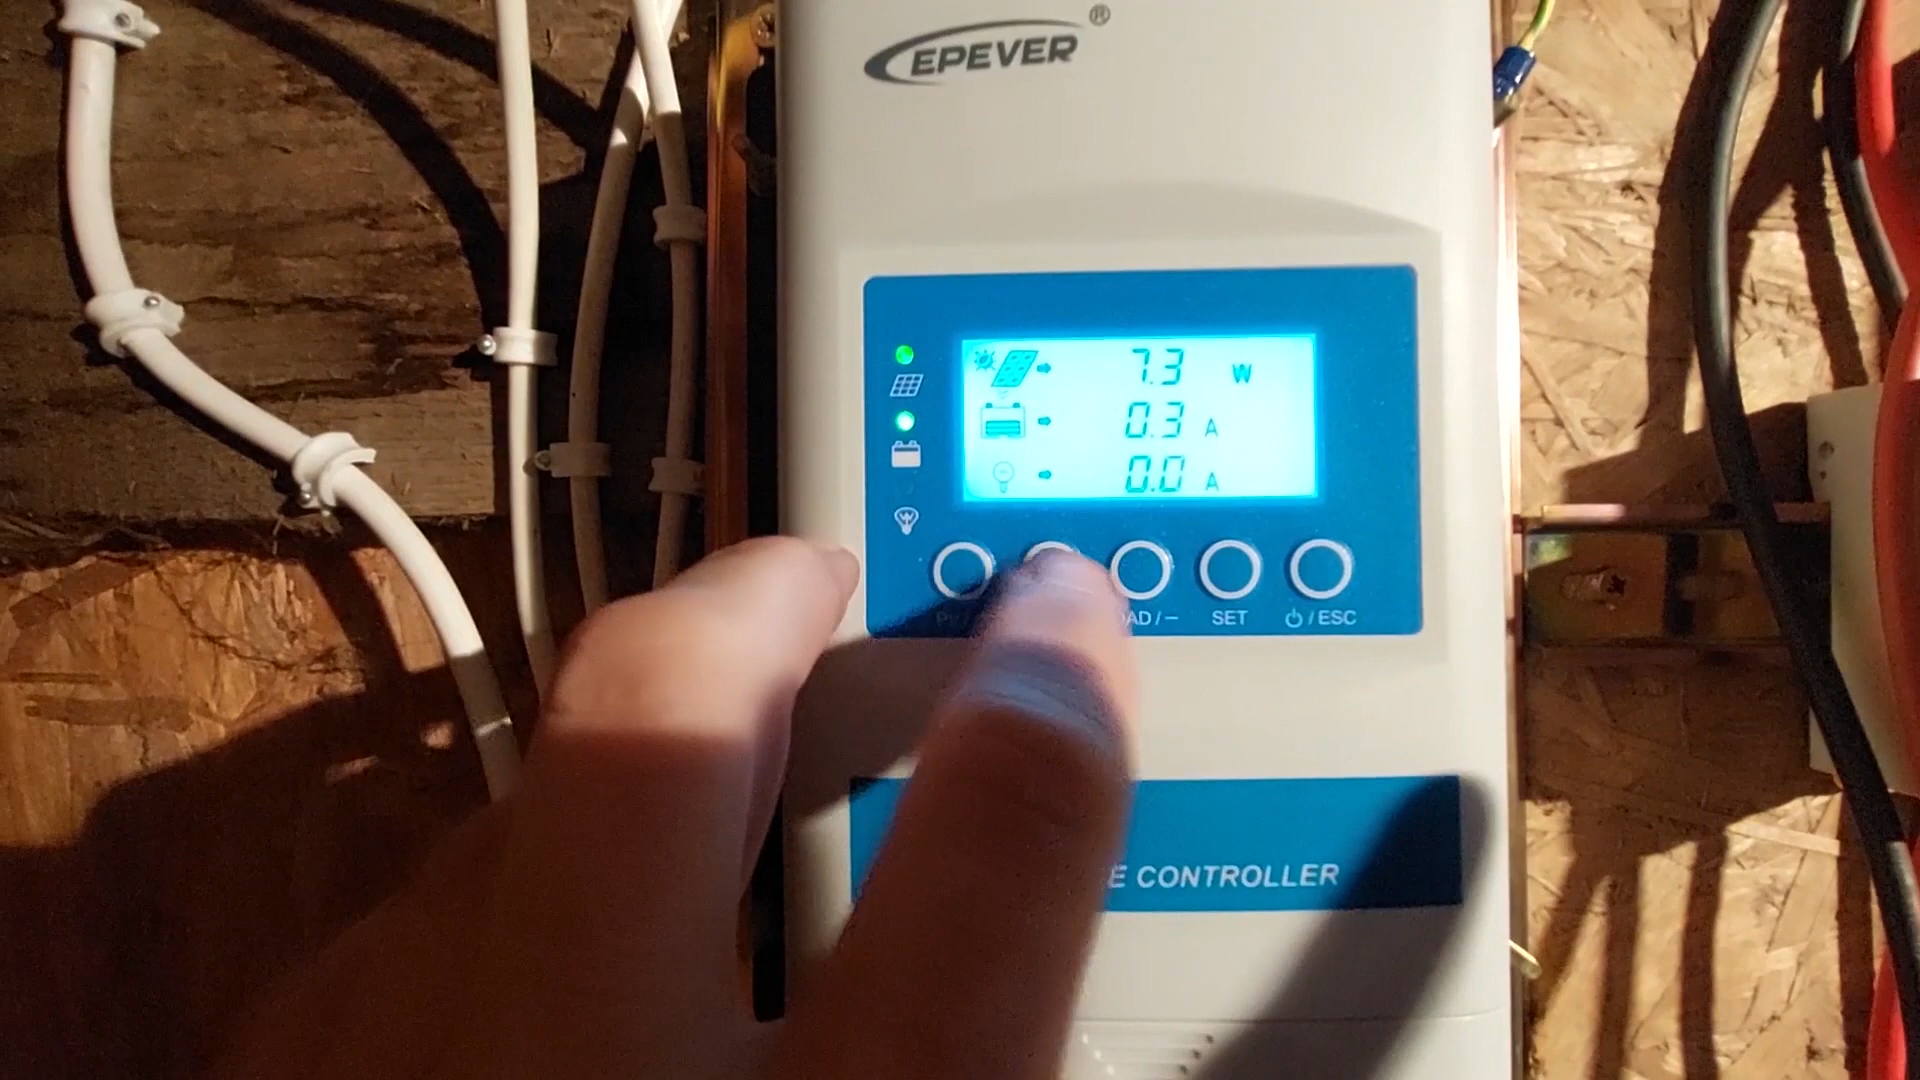 EPEVER®
7.3 W
0.3 A
0.0 A
SET
/ ESC
CONTROLLER